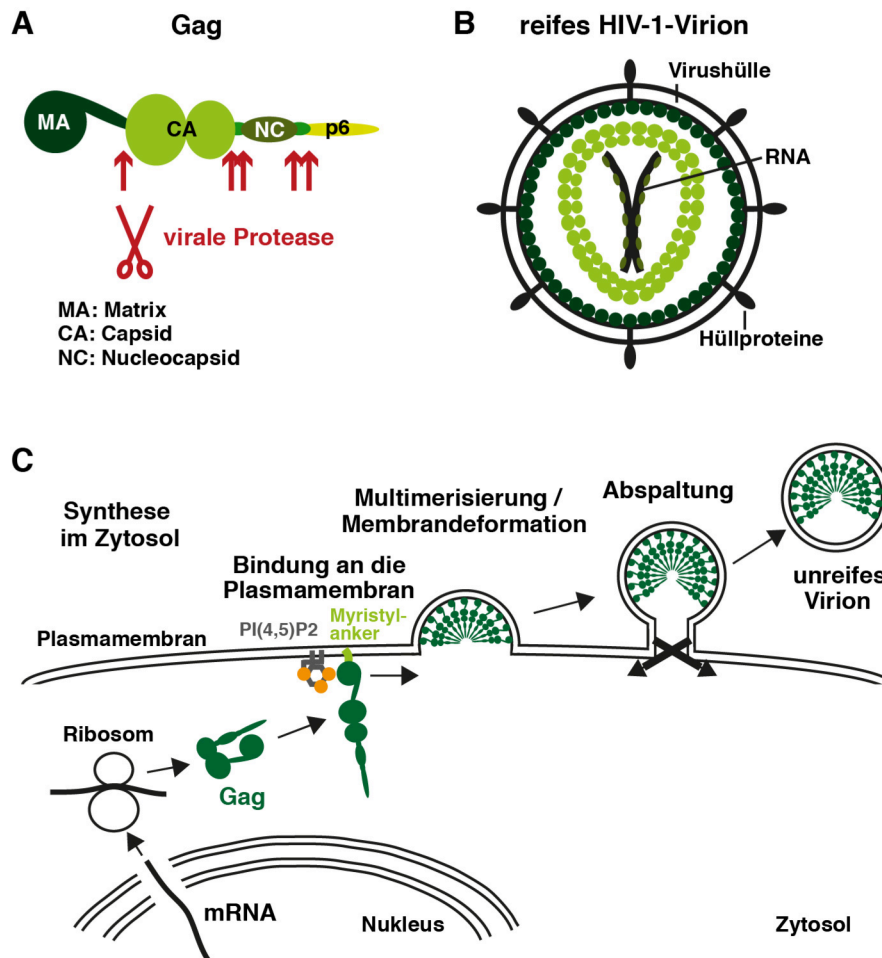 A
Gag
MA
CA
NC
p6
virale Protease
MA: Matrix
CA: Capsid
NC: Nucleocapsid
B
reifes HIV-1-Virion
Virushülle
RNA
Hüllproteine
C
Synthese
im Zytosol
Multimerisierung /
Membrandeformation
Abspaltung
unreifes
Virion
Bindung an die
Plasmamembran
PI(4,5)P2
Myristyl-
anker
Plasmamembran
Ribosom
Gag
mRNA
Nukleus
Zytosol